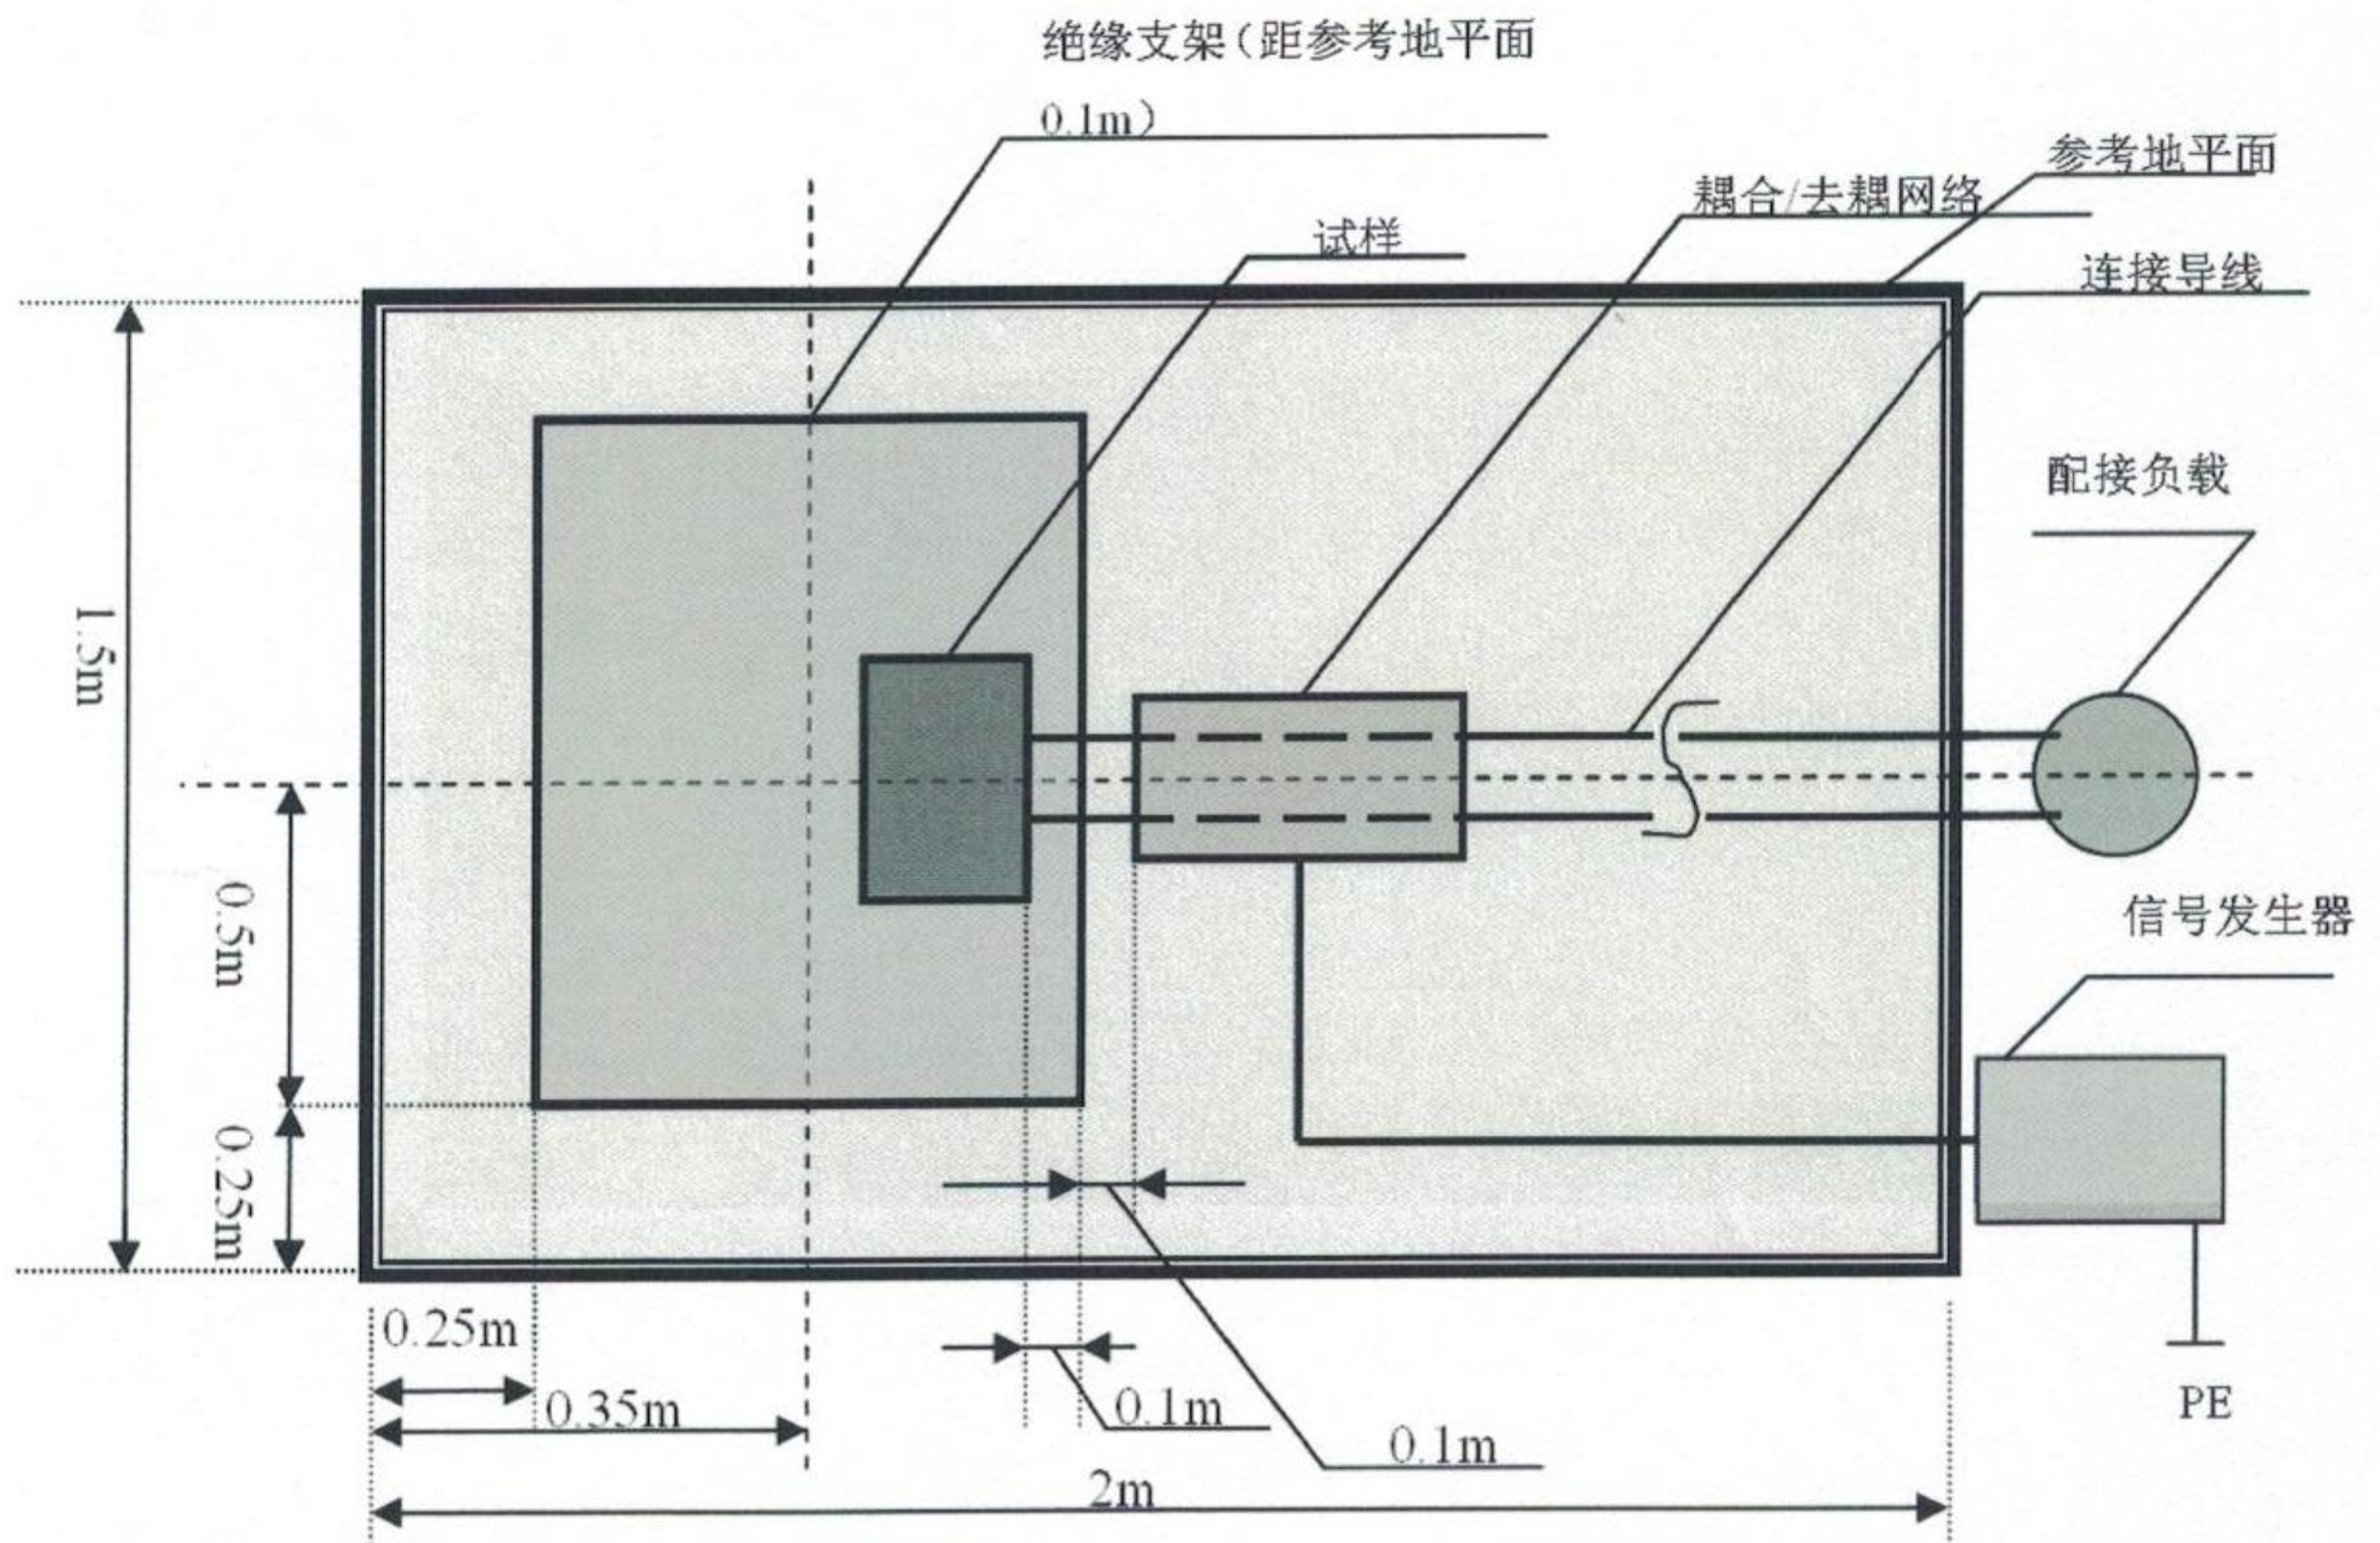 绝缘支架（距参考地平面
0.1m）
参考地平面
耦合/去耦网络
试样
连接导线
配接负载
1.5m
0.5m
信号发生器
0.25m
0.25m
0.35m
0.1m
PE
0.1m
2m